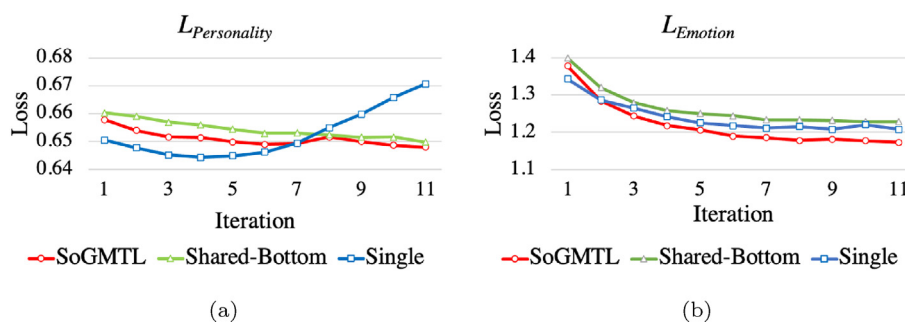 L_Personality
0.68
0.67
0.66
0.65
0.64
Loss
1 3 5 7 9 11
Iteration
SoGMTL Shared-Bottom Single
(a)
L_Emotion
1.4
1.3
1.2
1.1
Loss
1 3 5 7 9 11
Iteration
SoGMTL Shared-Bottom Single
(b)